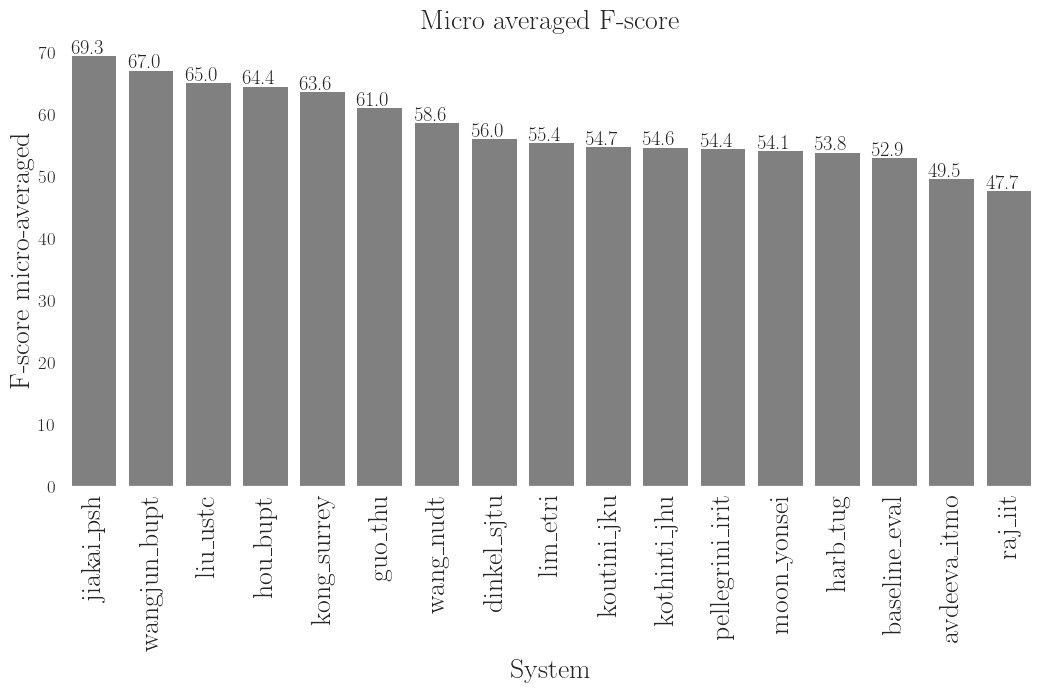 Micro averaged F-score
F-score micro-averaged
70
60
50
40
30
20
10
0
69.3
67.0
65.0
64.4
63.6
61.0
58.6
56.0
55.4
54.7
54.6
54.4
54.1
53.8
52.9
49.5
47.7
jiakai_psh
wangjun_bupt
liu_ustc
hou_bupt
kong_surrey
guo_thu
wang_nudt
dinkel_sjtu
lim_etri
koutini_jku
kothinti_jhu
pellegrini_irit
moon_yonsei
harb_tug
baseline_eval
avdeeva_itmo
raj_iit
System